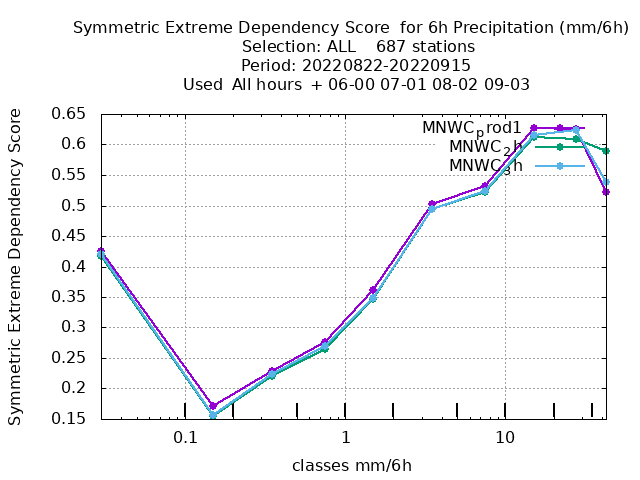 Symmetric Extreme Dependency Score  for 6h Precipitation (mm/6h)
Selection: ALL    687 stations
Period: 20220822-20220915
Used  All hours  + 06-00 07-01 08-02 09-03
Symmetric Extreme Dependency Score
0.65
0.6
0.55
0.5
0.45
0.4
0.35
0.3
0.25
0.2
0.15
MNWCprod1
MNWC2h
MNWC3h
0.1
1
10
classes mm/6h